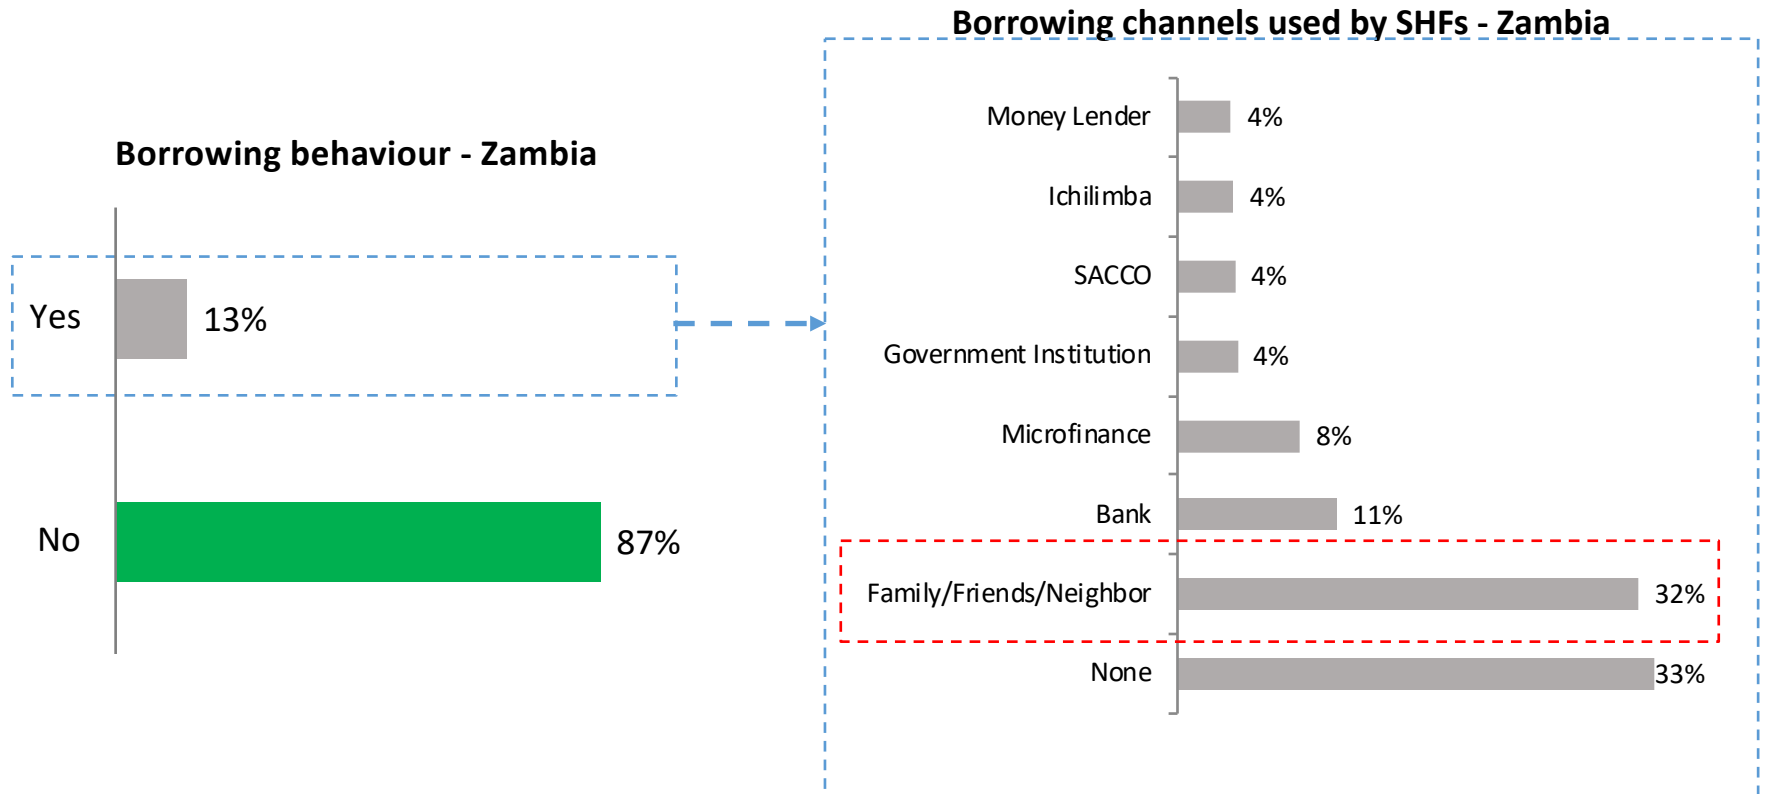 Borrowing behaviour - Zambia
Yes
13%
No
87%
Borrowing channels used by SHFs - Zambia
Money Lender
4%
Ichilimba
4%
SACCO
4%
Government Institution
4%
Microfinance
8%
Bank
11%
Family/Friends/Neighbor
32%
None
33%